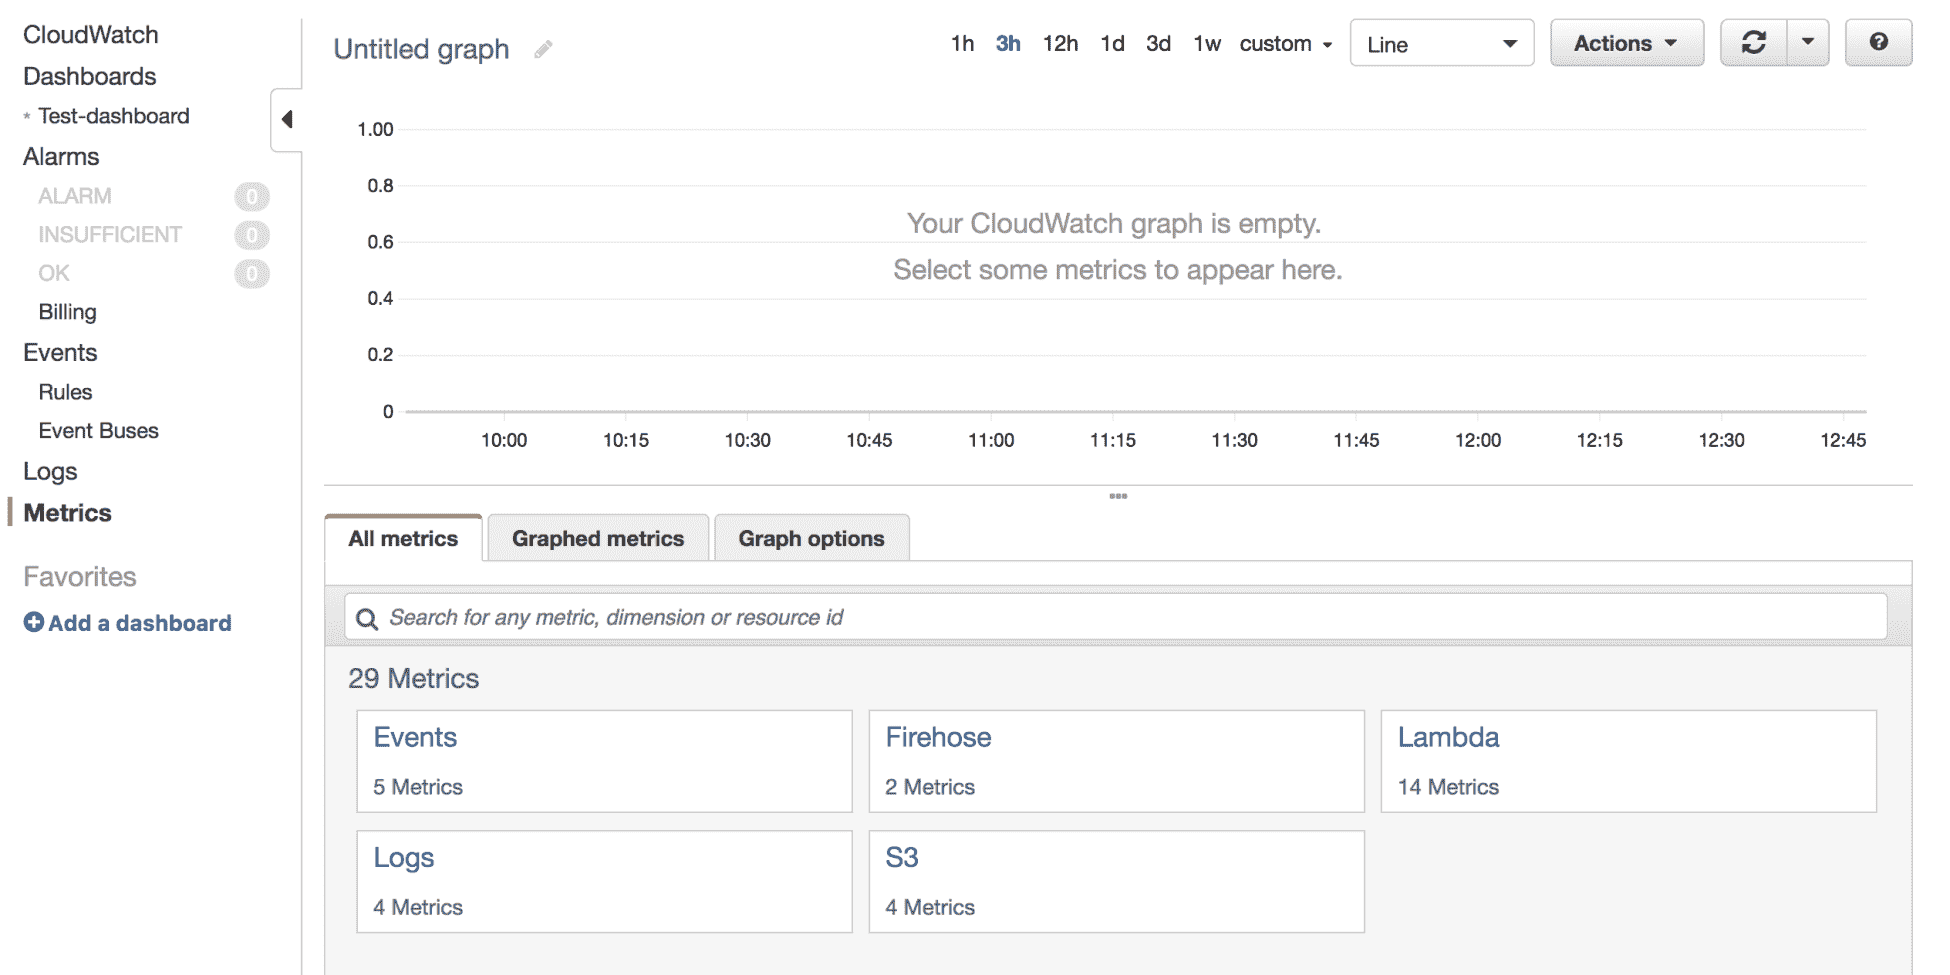 CloudWatch
Dashboards
* Test-dashboard
Alarms
ALARM 0
INSUFFICIENT 0
OK 0
Billing
Events
Rules
Event Buses
Logs
Metrics
Favorites
Add a dashboard
Untitled graph
1h 3h 12h 1d 3d 1w custom Line Actions ?
1.00
0.8
0.6
0.4
0.2
0
Your CloudWatch graph is empty.
Select some metrics to appear here.
10:00 10:15 10:30 10:45 11:00 11:15 11:30 11:45 12:00 12:15 12:30 12:45
All metrics Graphed metrics Graph options
Search for any metric, dimension or resource id
29 Metrics
Events
5 Metrics
Firehose
2 Metrics
Lambda
14 Metrics
Logs
4 Metrics
S3
4 Metrics